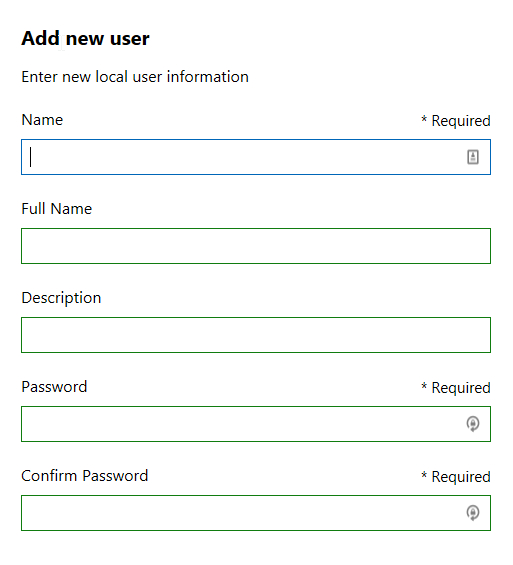 Add new user
Enter new local user information
Name * Required
Full Name
Description
Password * Required
Confirm Password * Required